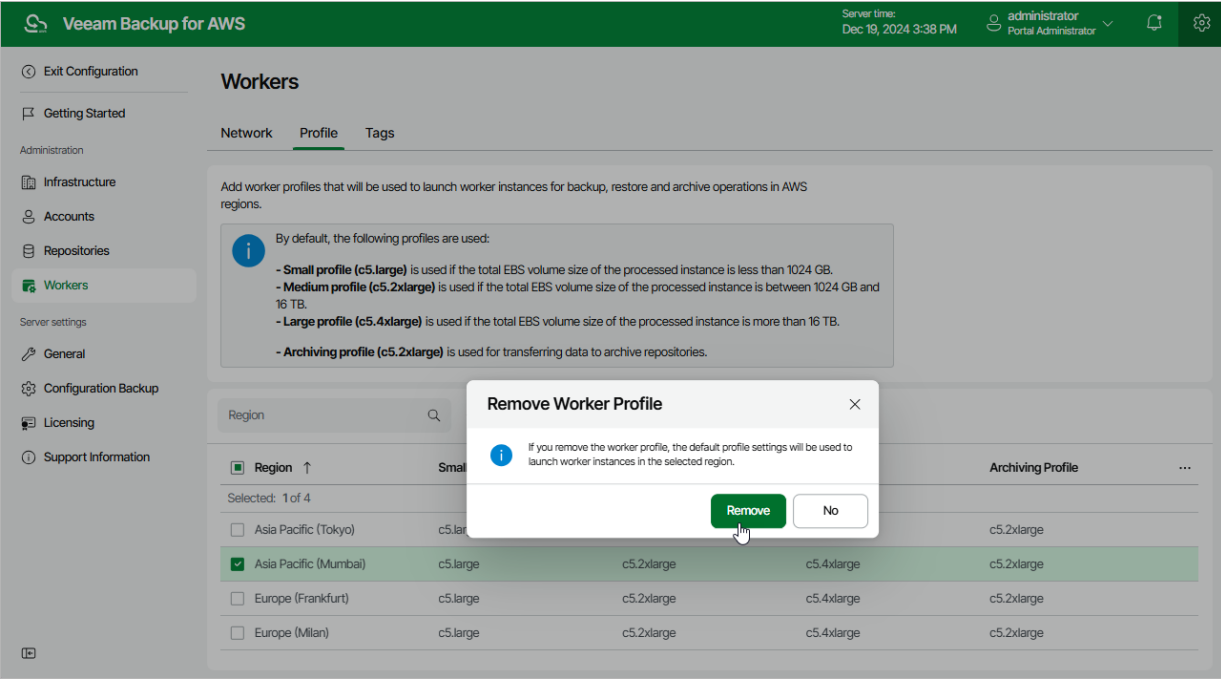 Veeam Backup for AWS
Server time:
Dec 19, 2024 3:38 PM
administrator
Portal Administrator
Exit Configuration
Getting Started
Administration
Infrastructure
Accounts
Repositories
Workers
Server settings
General
Configuration Backup
Licensing
Support Information
Workers
Network Profile Tags
Add worker profiles that will be used to launch worker instances for backup, restore and archive operations in AWS
regions.
By default, the following profiles are used:
- Small profile (c5.large) is used if the total EBS volume size of the processed instance is less than 1024 GB.
- Medium profile (c5.2xlarge) is used if the total EBS volume size of the processed instance is between 1024 GB and
16 TB.
- Large profile (c5.4xlarge) is used if the total EBS volume size of the processed instance is more than 16 TB.
- Archiving profile (c5.2xlarge) is used for transferring data to archive repositories.
Region
Remove Worker Profile
If you remove the worker profile, the default profile settings will be used to
launch worker instances in the selected region.
Remove No
Region ↑ Smal Archiving Profile ...
Selected: 1 of 4
Asia Pacific (Tokyo) c5.lar c5.2xlarge
Asia Pacific (Mumbai) c5.large c5.2xlarge c5.4xlarge c5.2xlarge
Europe (Frankfurt) c5.large c5.2xlarge c5.4xlarge c5.2xlarge
Europe (Milan) c5.large c5.2xlarge c5.4xlarge c5.2xlarge